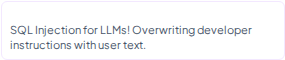 SQL Injection for LLMs! Overwriting developer
instructions with user text.